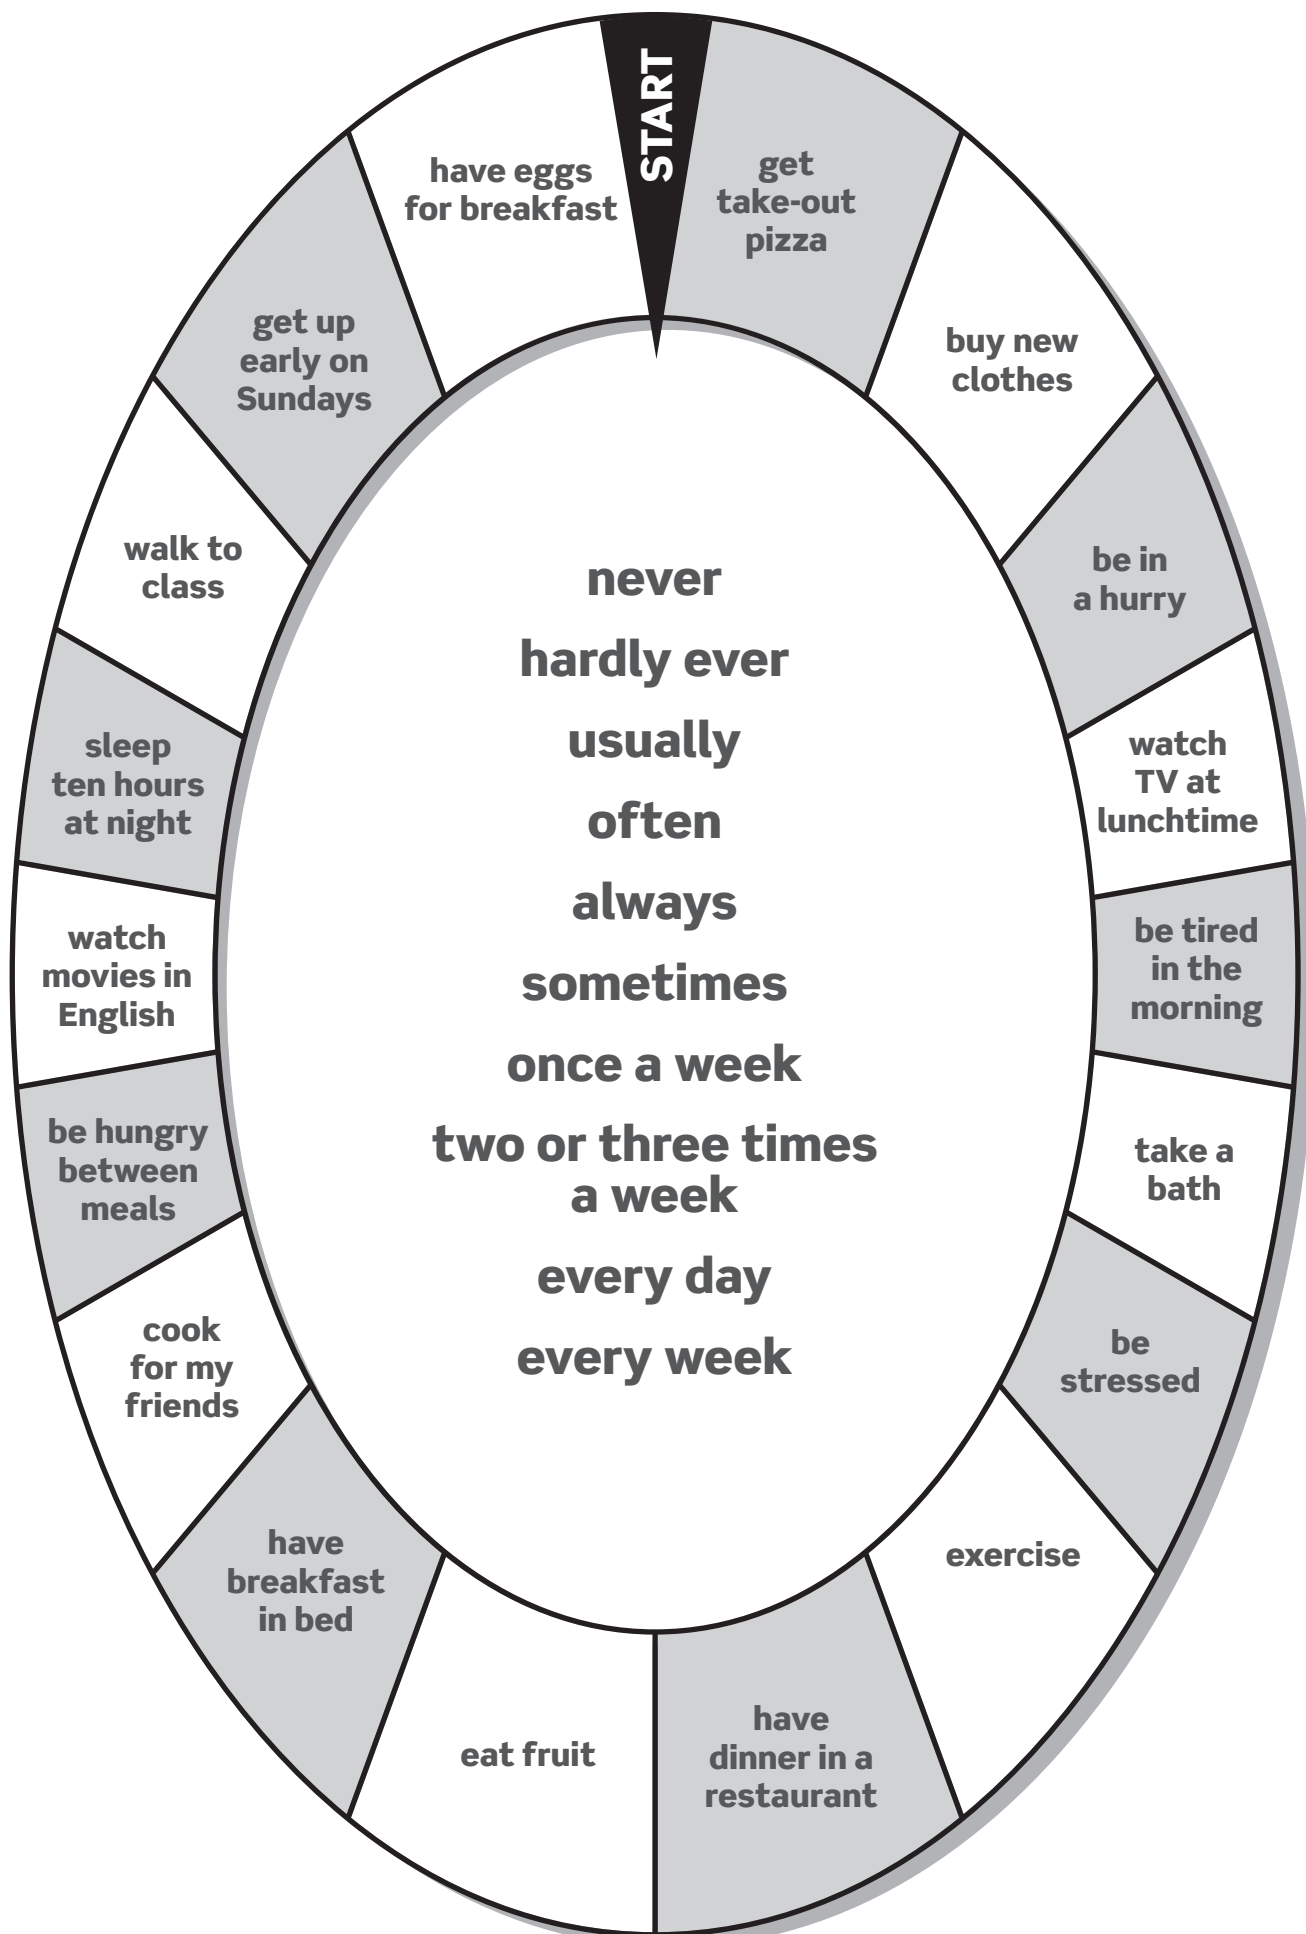 START
get
take-out
pizza
buy new
clothes
be in
a hurry
watch
TV at
lunchtime
be tired
in the
morning
take a
bath
be
stressed
exercise
have
dinner in a
restaurant
eat fruit
have
breakfast
in bed
cook
for my
friends
be hungry
between
meals
watch
movies in
English
sleep
ten hours
at night
walk to
class
get up
early on
Sundays
have eggs
for breakfast
never
hardly ever
usually
often
always
sometimes
once a week
two or three times
a week
every day
every week